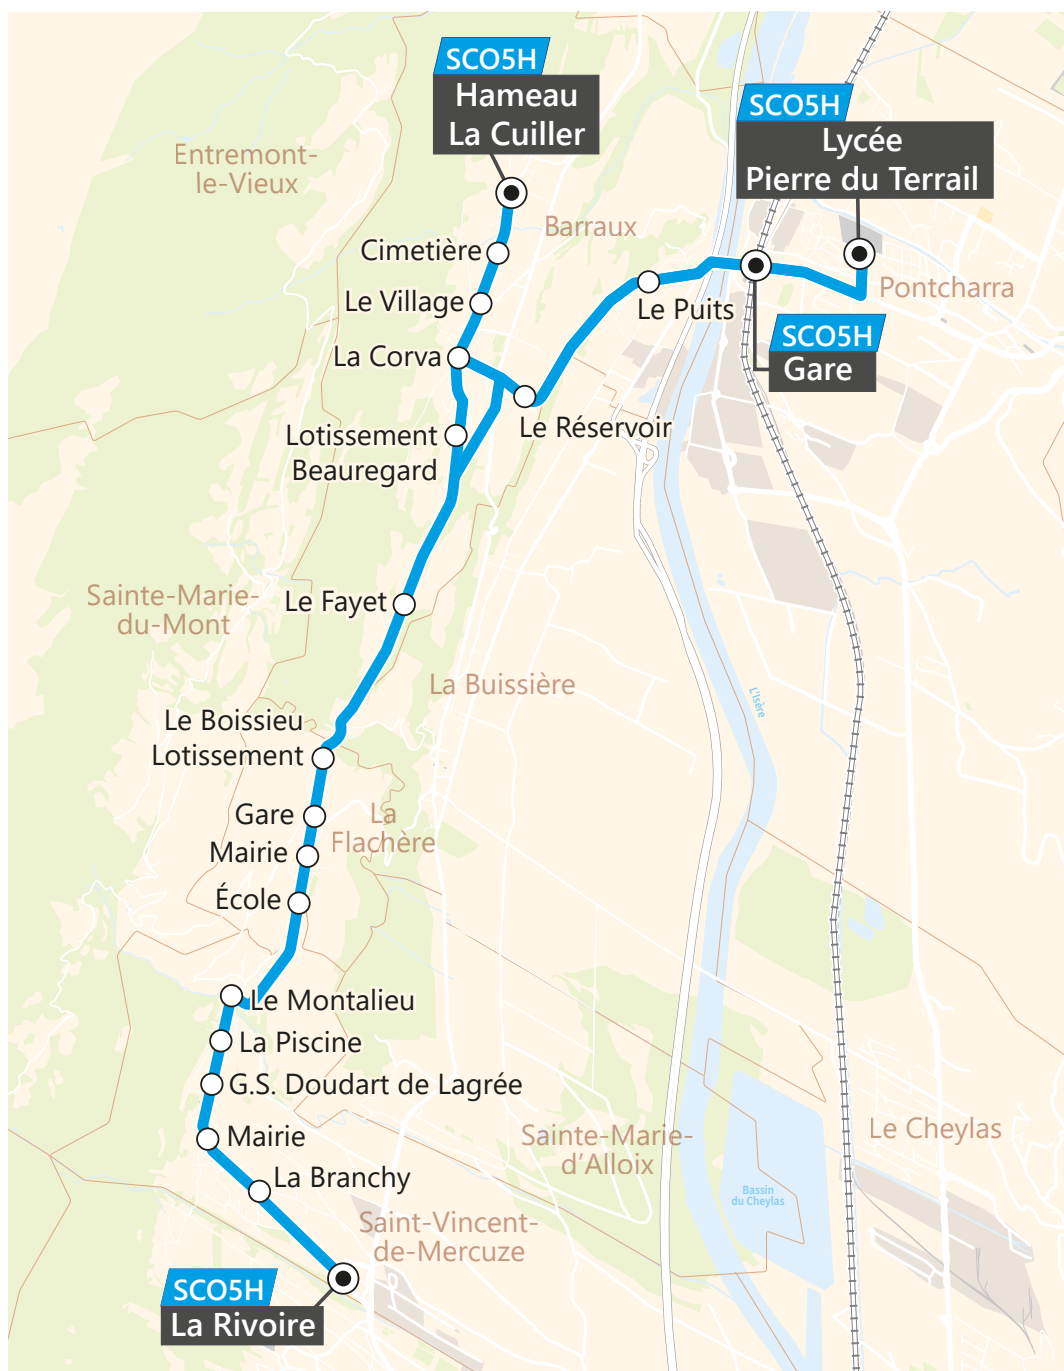 SCO5H
Hameau
La Cuiller
SCO5H
Lycée
Pierre du Terrail
Entremont-
le-Vieux
Barraux
Cimetière
Le Village
La Corva
Le Puits
Pontcharra
SCO5H
Gare
Le Réservoir
Lotissement
Beauregard
Sainte-Marie-
du-Mont
Le Fayet
La Buissière
L'Isère
Le Boissieu
Lotissement
Gare
La
Flachère
Mairie
École
Le Montalieu
La Piscine
G.S. Doudart de Lagrée
Mairie
Sainte-Marie-
d'Alloix
Le Cheylas
La Branchy
Bassin
du Cheylas
Saint-Vincent-
de-Mercuze
SCO5H
La Rivoire